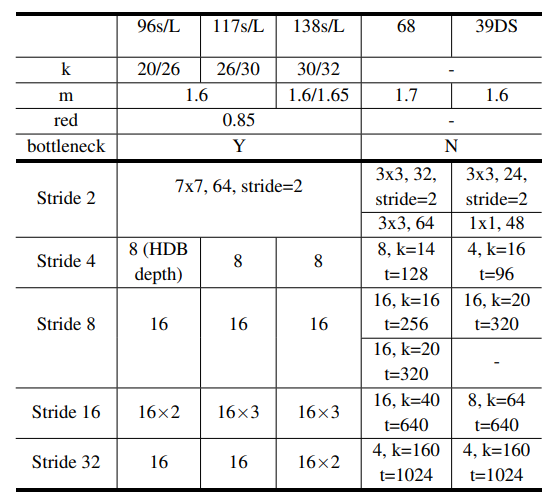 96s/L 117s/L 138s/L 68 39DS
k 20/26 26/30 30/32 -
m 1.6 1.6/1.65 1.7 1.6
red 0.85 -
bottleneck Y N
Stride 2 7x7, 64, stride=2 3x3, 32, stride=2 3x3, 24, stride=2
3x3, 64 1x1, 48
Stride 4 8 (HDB depth) 8 8 8, k=14 t=128 4, k=16 t=96
Stride 8 16 16 16 16, k=16 t=256 16, k=20 t=320
16, k=20 t=320 -
Stride 16 16×2 16×3 16×3 16, k=40 t=640 8, k=64 t=640
Stride 32 16 16 16×2 4, k=160 t=1024 4, k=160 t=1024